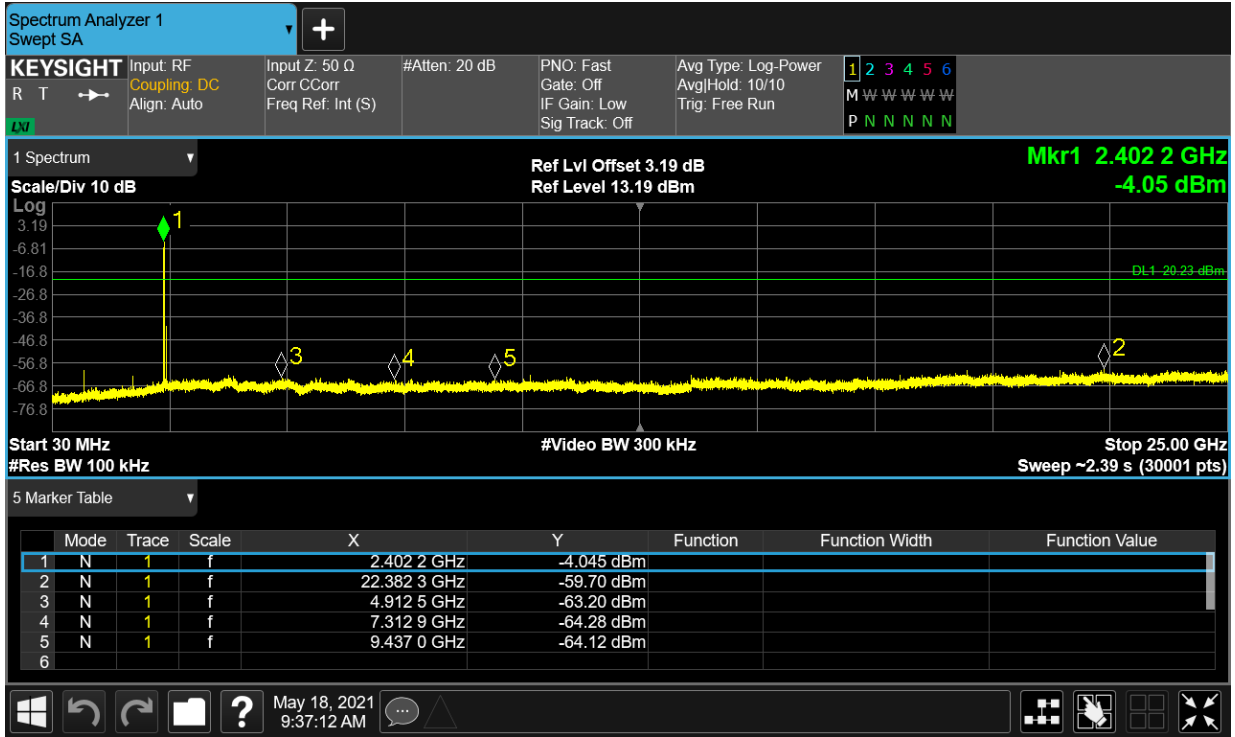 Spectrum Analyzer 1
Swept SA
KEYSIGHT
R T
LXI
Input: RF
Coupling: DC
Align: Auto
Input Z: 50 Ω
Corr CCorr
Freq Ref: Int (S)
#Atten: 20 dB
PNO: Fast
Gate: Off
IF Gain: Low
Sig Track: Off
Avg Type: Log-Power
Avg|Hold: 10/10
Trig: Free Run
1 2 3 4 5 6
M W W W W W
P N N N N N
1 Spectrum
Scale/Div 10 dB
Ref Lvl Offset 3.19 dB
Ref Level 13.19 dBm
Mkr1 2.402 2 GHz
-4.05 dBm
Log
3.19
-6.81
-16.8
-26.8
-36.8
-46.8
-56.8
-66.8
-76.8
1
DL1 -20.23 dBm
3
4
5
2
Start 30 MHz
#Res BW 100 kHz
#Video BW 300 kHz
Stop 25.00 GHz
Sweep ~2.39 s (30001 pts)
5 Marker Table
Mode Trace Scale X Y Function Function Width Function Value
1 N 1 f 2.402 2 GHz -4.045 dBm
2 N 1 f 22.382 3 GHz -59.70 dBm
3 N 1 f 4.912 5 GHz -63.20 dBm
4 N 1 f 7.312 9 GHz -64.28 dBm
5 N 1 f 9.437 0 GHz -64.12 dBm
6
?
May 18, 2021
9:37:12 AM